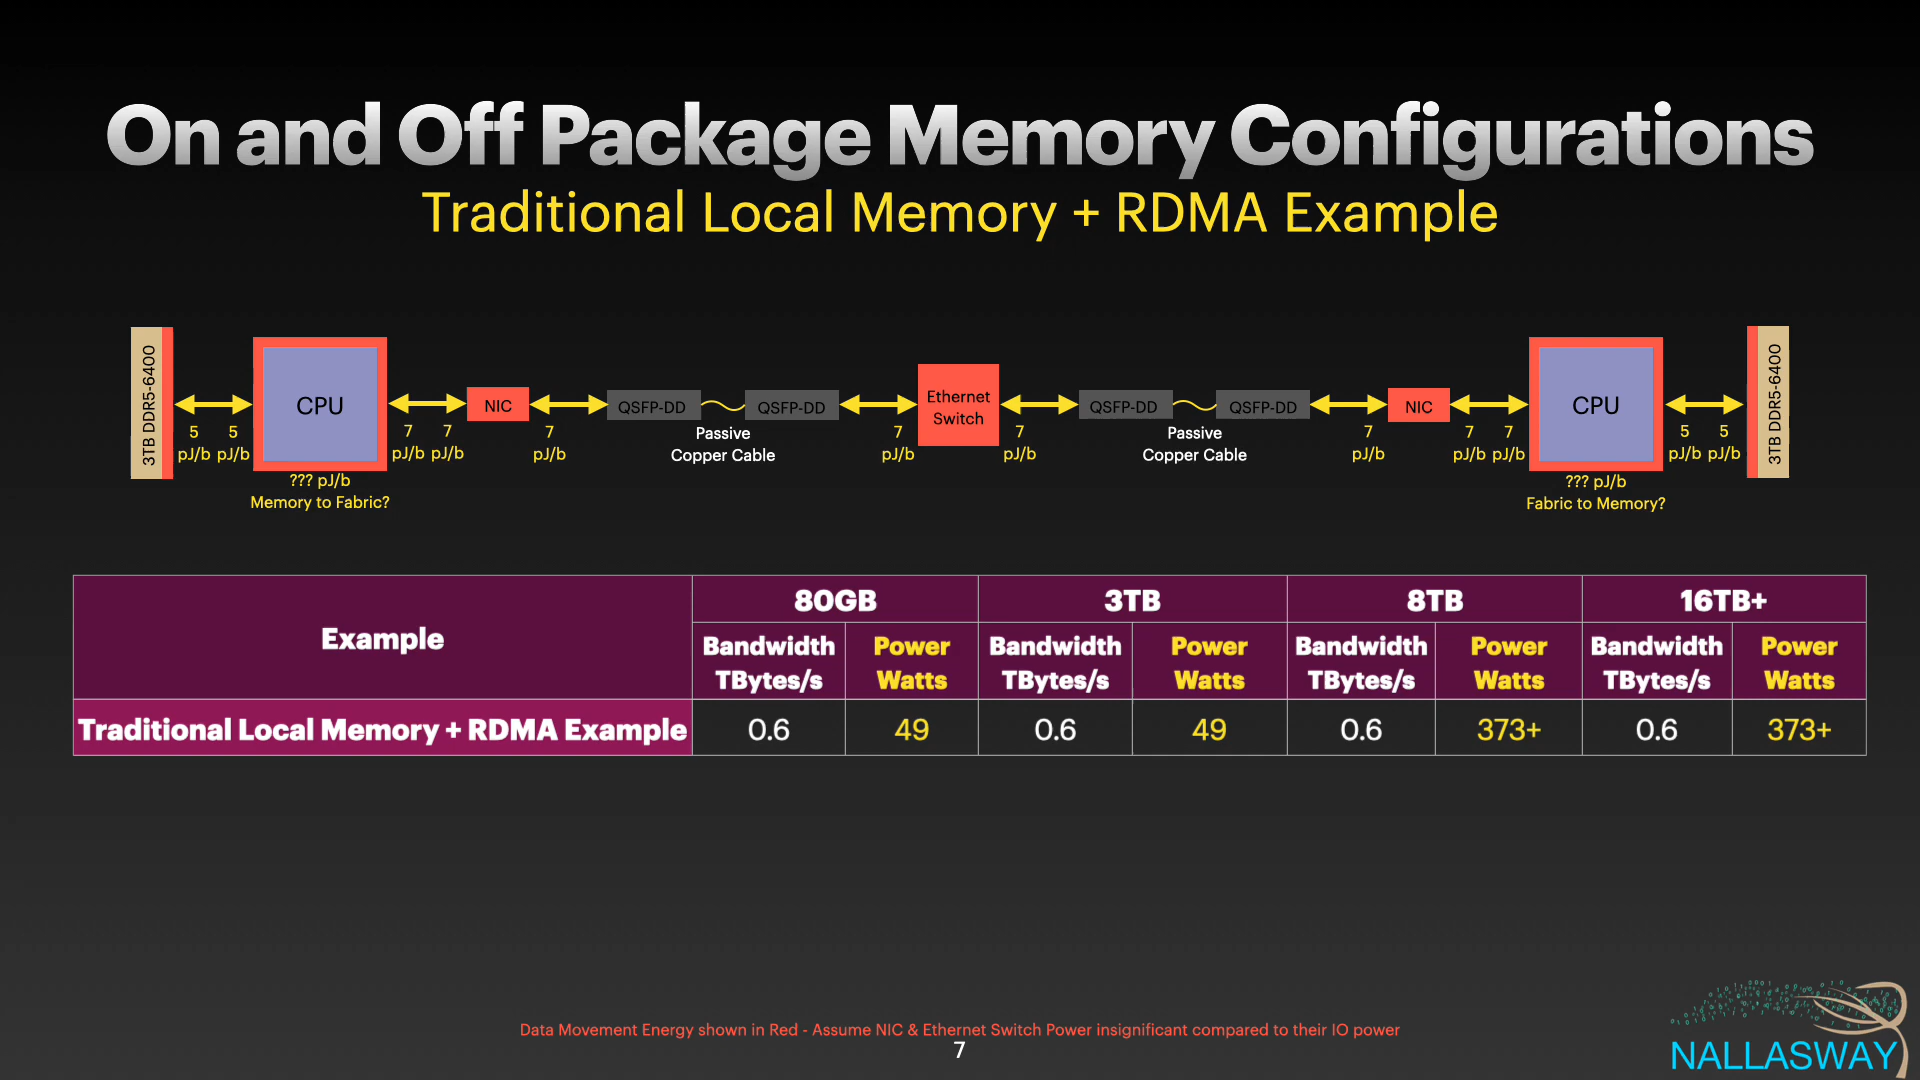 On and Off Package Memory Configurations
Traditional Local Memory + RDMA Example
3TB DDR5-6400
5 pJ/b
5 pJ/b
CPU
??? pJ/b
Memory to Fabric?
7 pJ/b
7 pJ/b
NIC
7 pJ/b
QSFP-DD
QSFP-DD
Passive
Copper Cable
7 pJ/b
Ethernet
Switch
7 pJ/b
QSFP-DD
QSFP-DD
Passive
Copper Cable
7 pJ/b
NIC
7 pJ/b
7 pJ/b
CPU
??? pJ/b
Fabric to Memory?
5 pJ/b
5 pJ/b
3TB DDR5-6400
Example
80GB
3TB
8TB
16TB+
Bandwidth TBytes/s
Power Watts
Bandwidth TBytes/s
Power Watts
Bandwidth TBytes/s
Power Watts
Bandwidth TBytes/s
Power Watts
Traditional Local Memory + RDMA Example 0.6 49 0.6 49 0.6 373+ 0.6 373+
Data Movement Energy shown in Red - Assume NIC & Ethernet Switch Power insignificant compared to their IO power
7
NALLASWAY